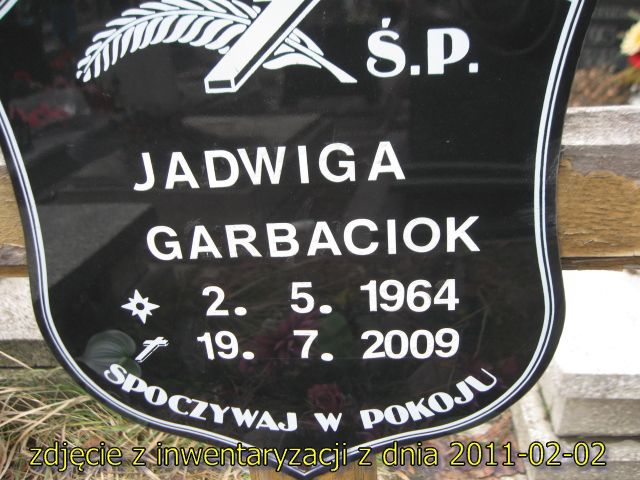 Ś.P.
JADWIGA
GARBACIOK
2. 5. 1964
19. 7. 2009
SPOCZYWAJ W POKOJU
zdjęcie z inwentaryzacji z dnia 2011-02-02